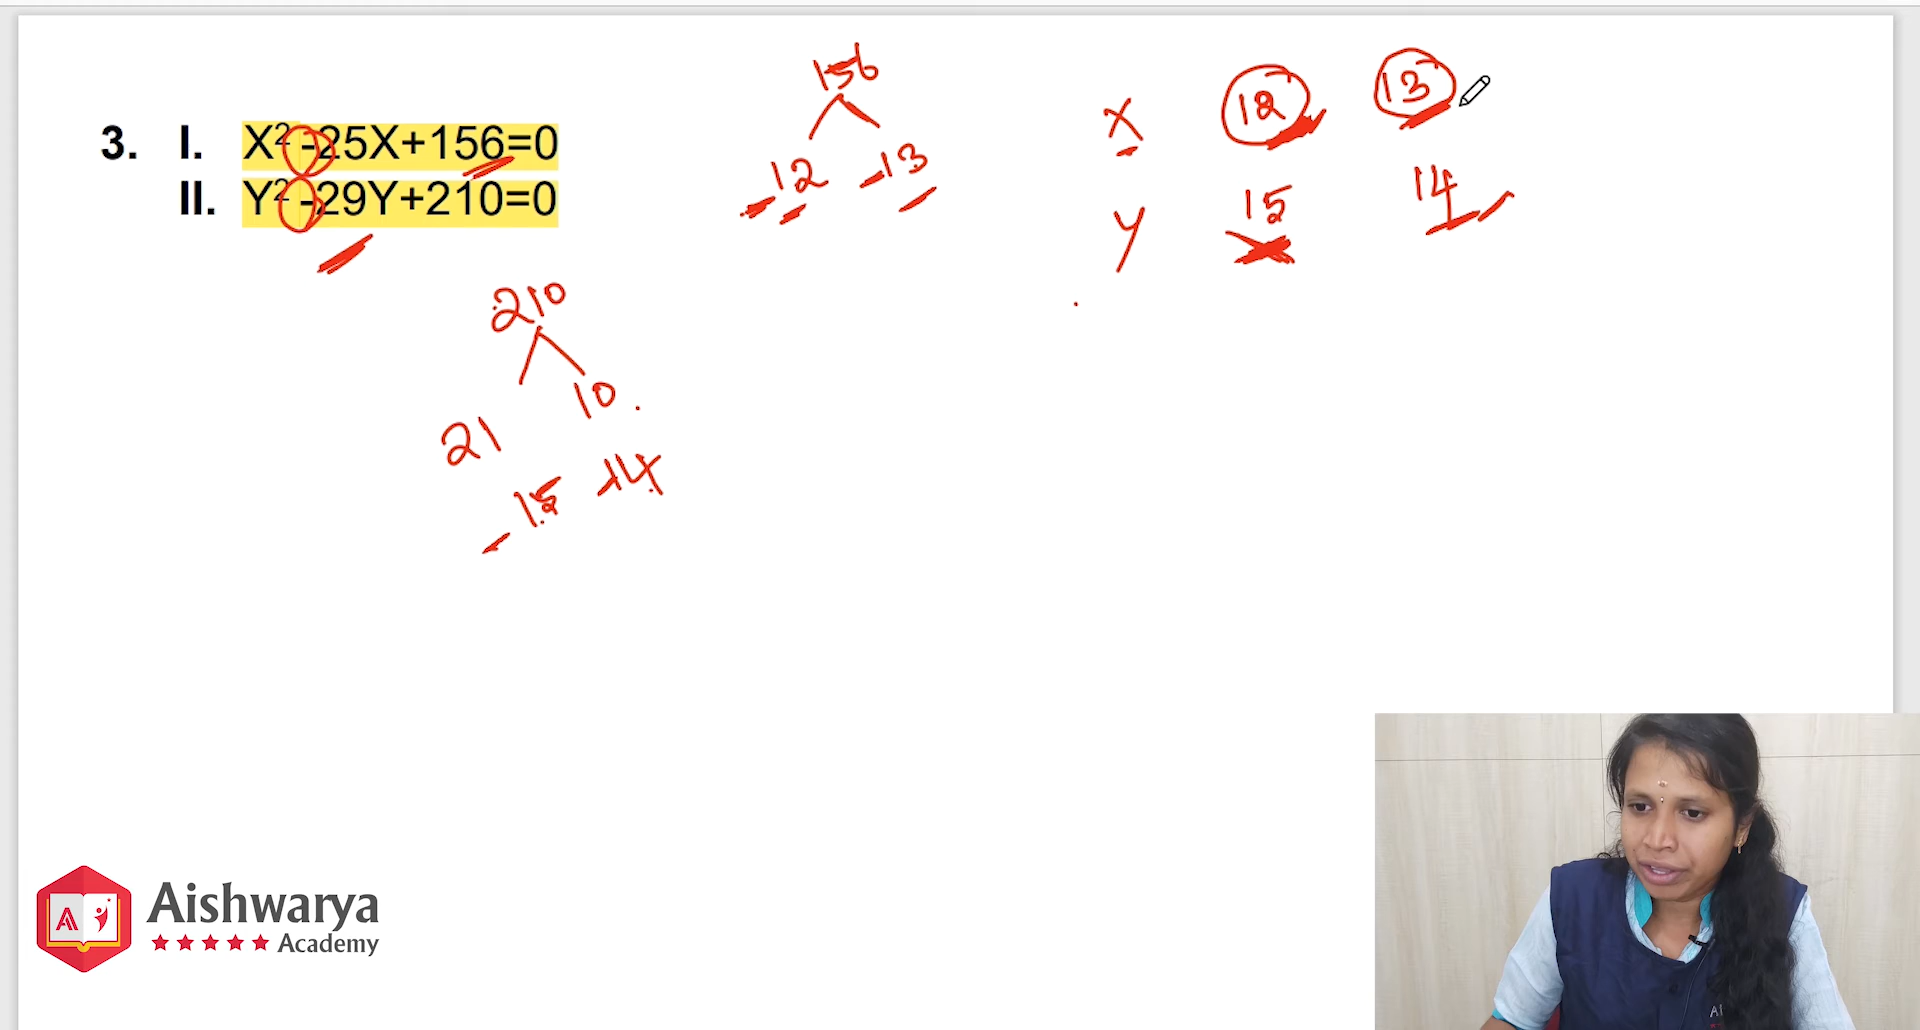 3. I. X²-25X+156=0
II. Y²-29Y+210=0
156
-12 -13
x 12 13
y 15 14
210
21 10
-15 -14
Aishwarya
Academy